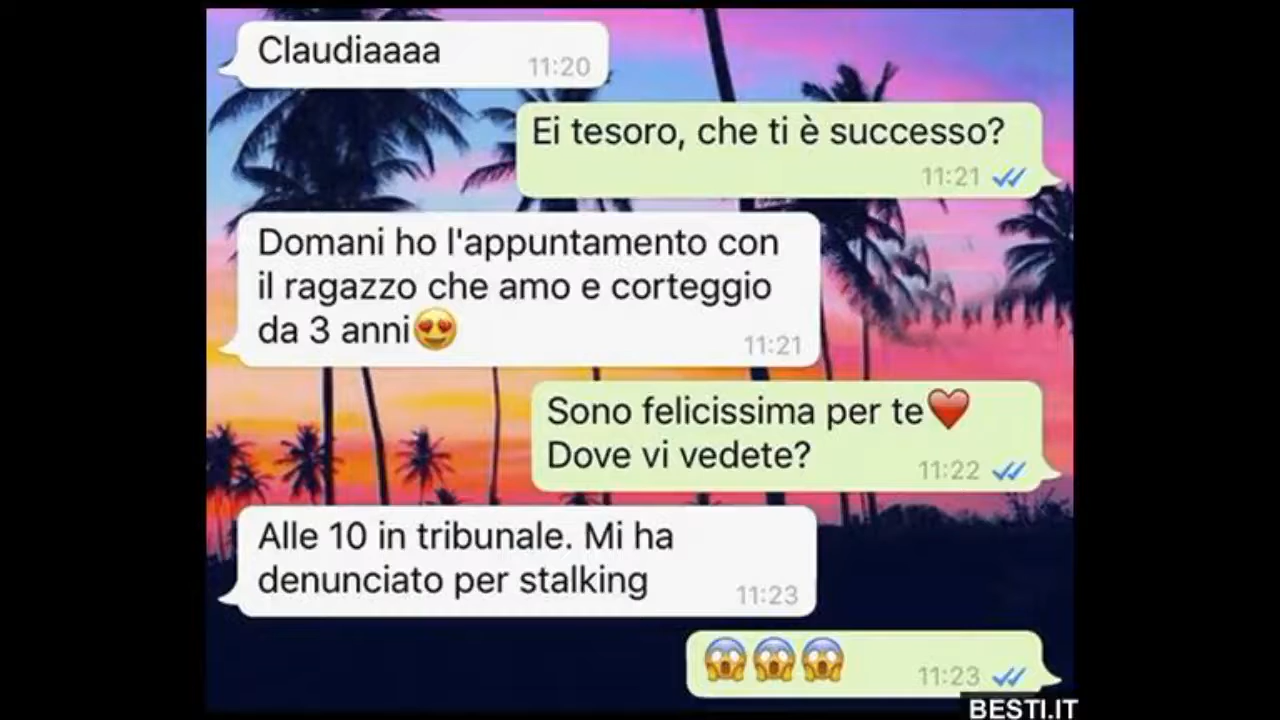 Claudiaaaa
11:20
Ei tesoro, che ti è successo?
11:21
Domani ho l'appuntamento con
il ragazzo che amo e corteggio
da 3 anni😍
11:21
Sono felicissima per te❤️
Dove vi vedete?
11:22
Alle 10 in tribunale. Mi ha
denunciato per stalking
11:23
😱😱😱
11:23
BESTI.IT